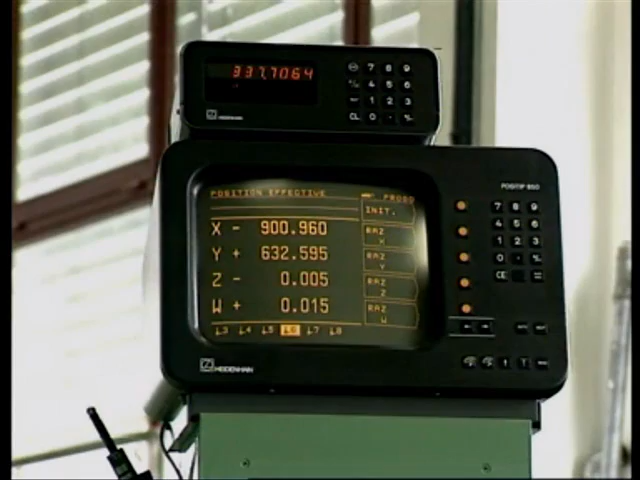 337.7064
7 8 9
4 5 6
1 2 3
CL 0 .
HEIDENHAIN
POSITIP 850
POSITION EFFECTIVE
INIT.
X - 900.960
RAZ X
Y + 632.595
RAZ Y
Z - 0.005
RAZ Z
W + 0.015
RAZ W
L3 L4 L5 L6 L7 L8
7 8 9
4 5 6
1 2 3
0 .
CE
HEIDENHAIN